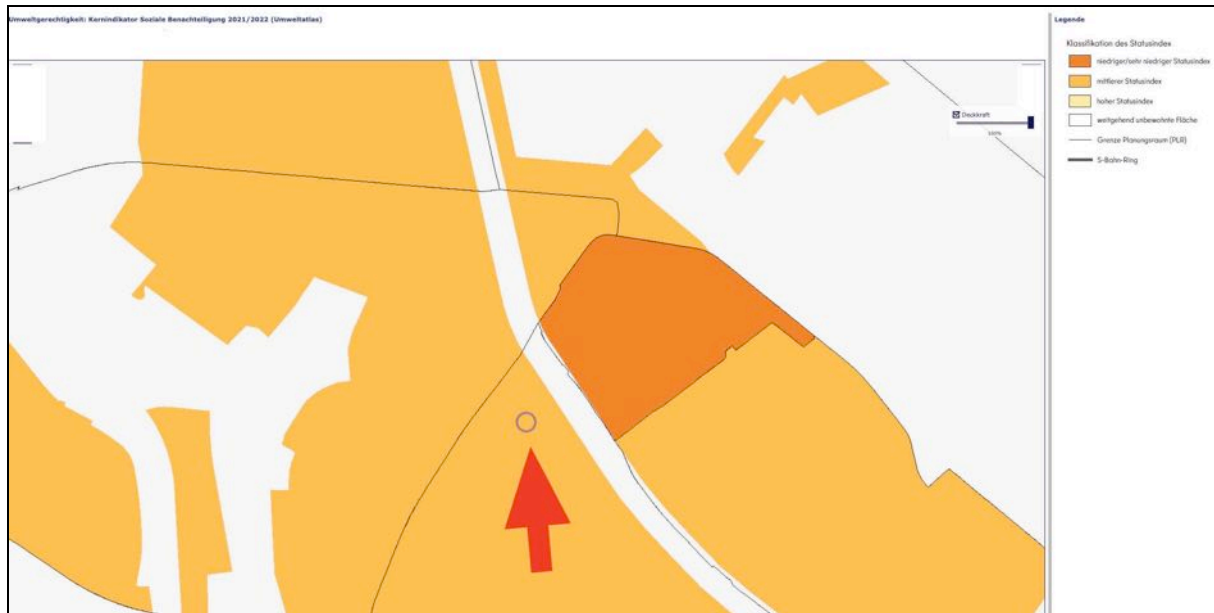 Umweltgerechtigkeit: Kernindikator Soziale Benachteiligung 2021/2022 (Umweltatlas)
Legende
Klassifikation des Statusindex
niedriger/sehr niedriger Statusindex
mittlerer Statusindex
hoher Statusindex
weitgehend unbewohnte Fläche
Grenze Planungsraum (PLR)
S-Bahn-Ring
Deckkraft
100%